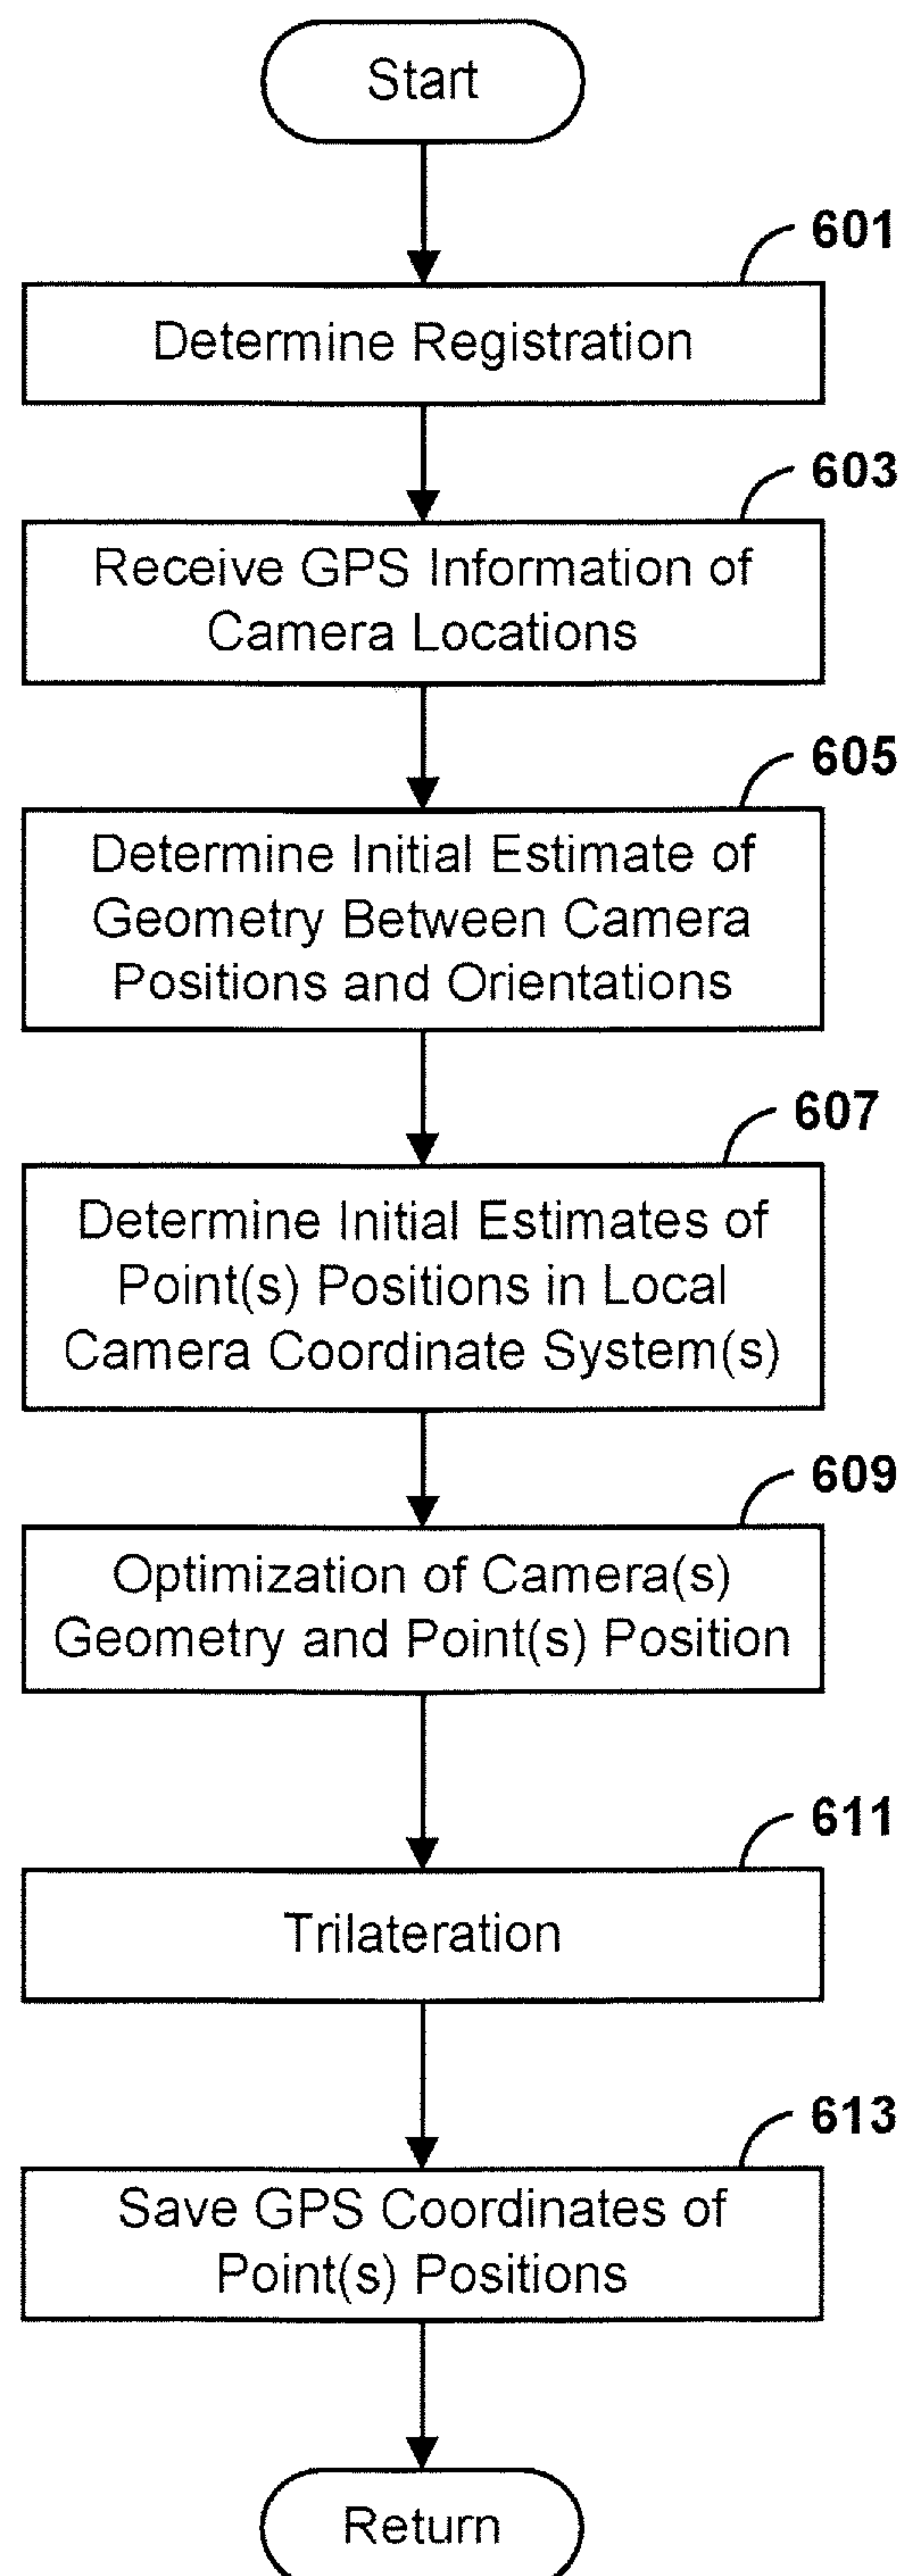 Start
601
Determine Registration
603
Receive GPS Information of
Camera Locations
605
Determine Initial Estimate of
Geometry Between Camera
Positions and Orientations
607
Determine Initial Estimates of
Point(s) Positions in Local
Camera Coordinate System(s)
609
Optimization of Camera(s)
Geometry and Point(s) Position
611
Trilateration
613
Save GPS Coordinates of
Point(s) Positions
Return